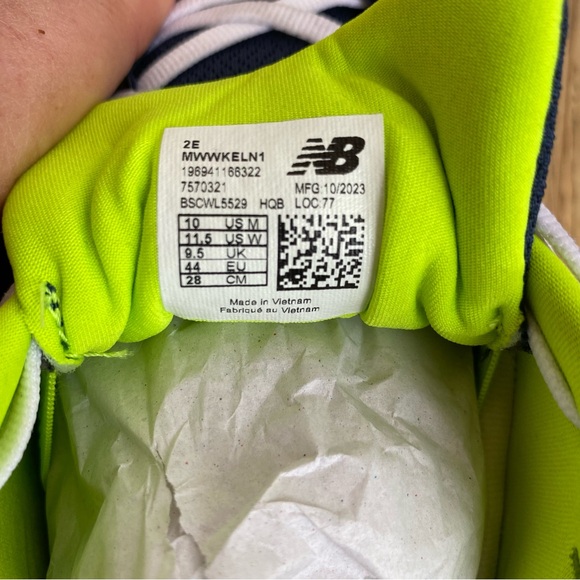 2E
MWWKELN1
196941166322
7570321 MFG:10/2023
BSCWL5529 HQB LOC:77
NB
10 US M
11.5 US W
9.5 UK
44 EU
28 CM
Made in Vietnam
Fabriqué au Vietnam